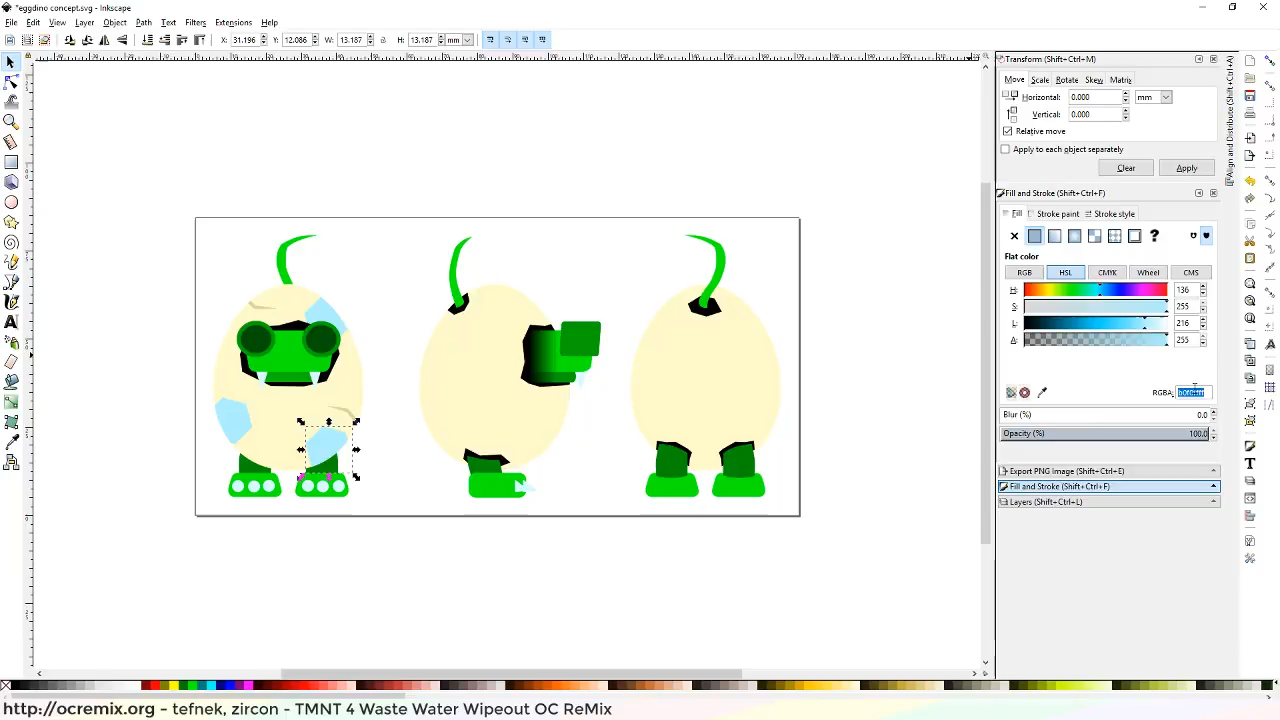 *eggdino concept.svg - Inkscape
File Edit View Layer Object Path Text Filters Extensions Help
X: 31.196 Y: 12.086 W: 13.187 H: 13.187 mm
Transform (Shift+Ctrl+M)
Move Scale Rotate Skew Matrix
Horizontal: 0.000 mm
Vertical: 0.000
Relative move
Apply to each object separately
Clear Apply
Align and Distribute (Shift+Ctrl+A)
Fill and Stroke (Shift+Ctrl+F)
Fill Stroke paint Stroke style
Flat color
RGB HSL CMYK Wheel CMS
H: 136
S: 255
L: 216
A: 255
RGBA:
Blur (%) 0.0
Opacity (%) 100.0
Export PNG Image (Shift+Ctrl+E)
Fill and Stroke (Shift+Ctrl+F)
Layers (Shift+Ctrl+L)
http://ocremix.org - tefnek, zircon - TMNT 4 Waste Water Wipeout OC ReMix